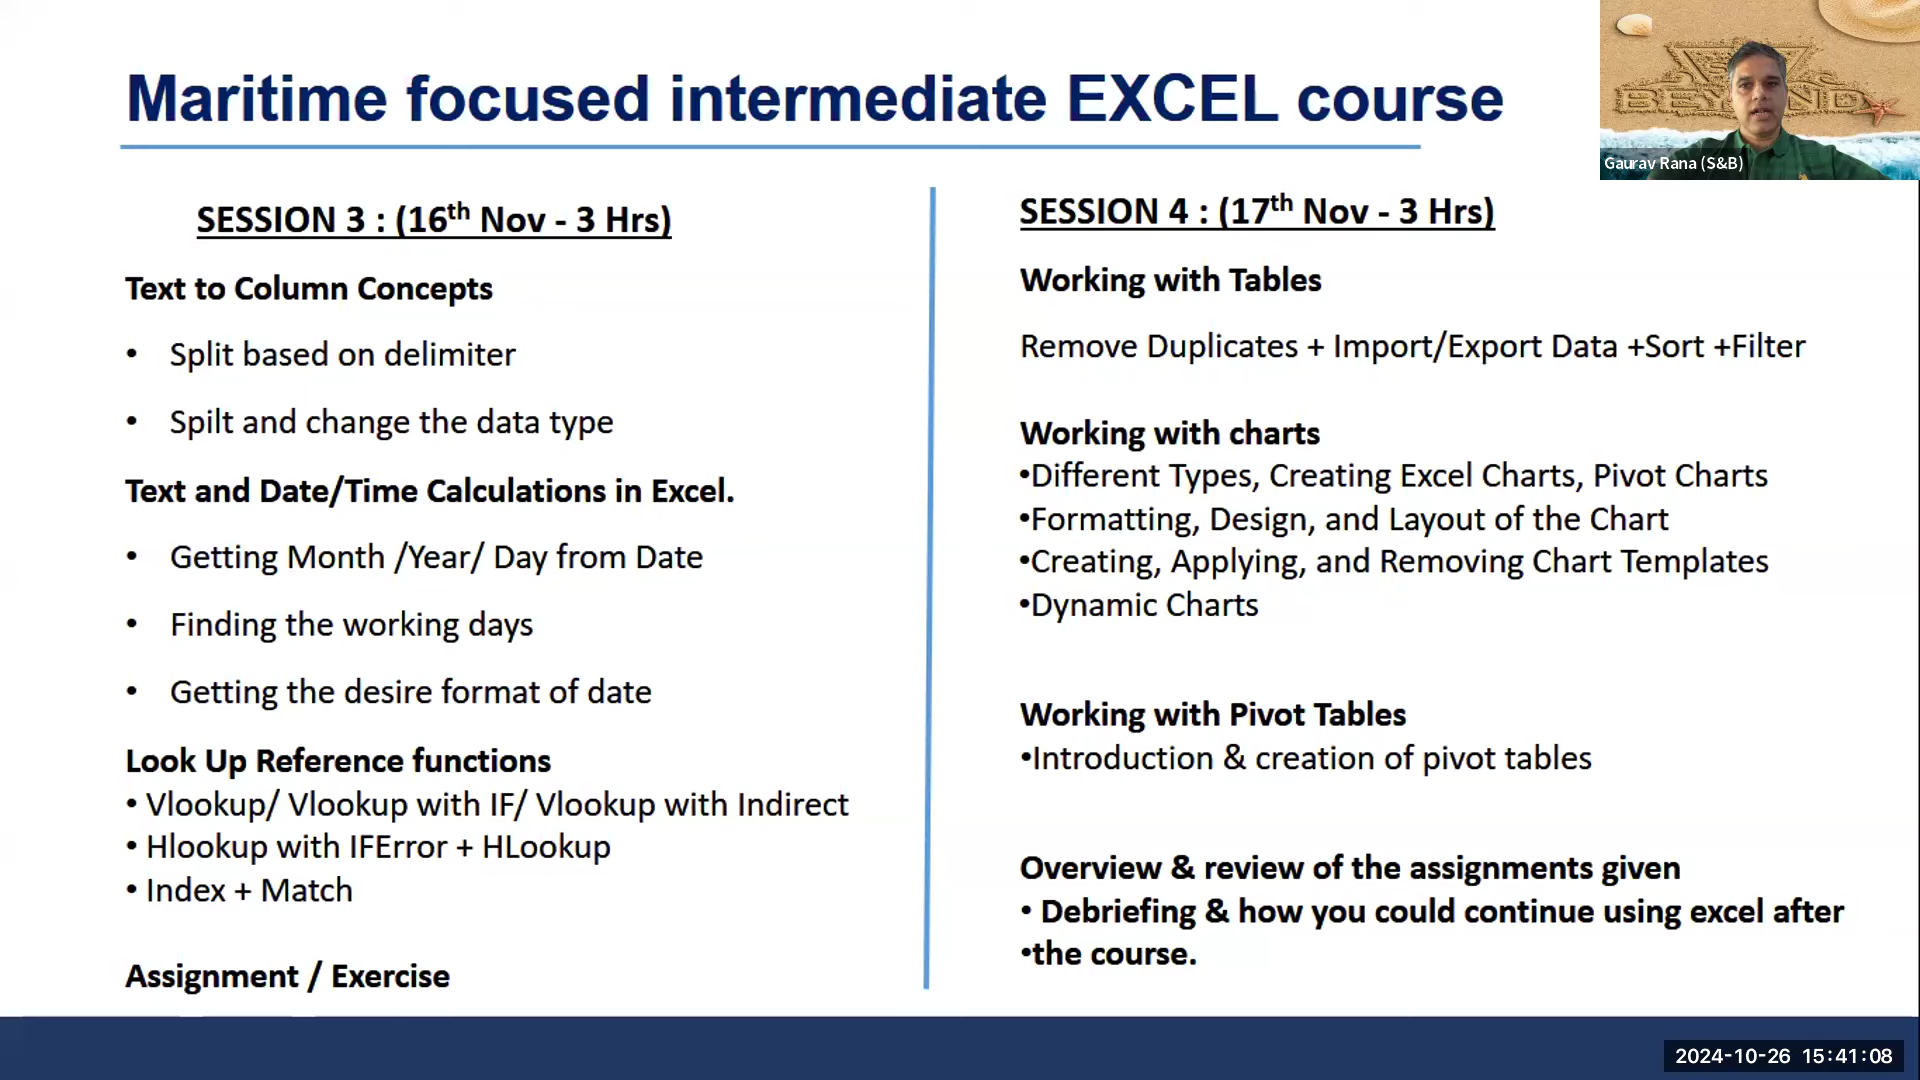 Maritime focused intermediate EXCEL course
SESSION 3 : (16th Nov - 3 Hrs)
Text to Column Concepts
• Split based on delimiter
• Spilt and change the data type
Text and Date/Time Calculations in Excel.
• Getting Month /Year/ Day from Date
• Finding the working days
• Getting the desire format of date
Look Up Reference functions
• Vlookup/ Vlookup with IF/ Vlookup with Indirect
• Hlookup with IFError + HLookup
• Index + Match
Assignment / Exercise
SESSION 4 : (17th Nov - 3 Hrs)
Working with Tables
Remove Duplicates + Import/Export Data +Sort +Filter
Working with charts
•Different Types, Creating Excel Charts, Pivot Charts
•Formatting, Design, and Layout of the Chart
•Creating, Applying, and Removing Chart Templates
•Dynamic Charts
Working with Pivot Tables
•Introduction & creation of pivot tables
Overview & review of the assignments given
• Debriefing & how you could continue using excel after
•the course.
BEYOND
Gaurav Rana (S&B)
2024-10-26 15:41:08